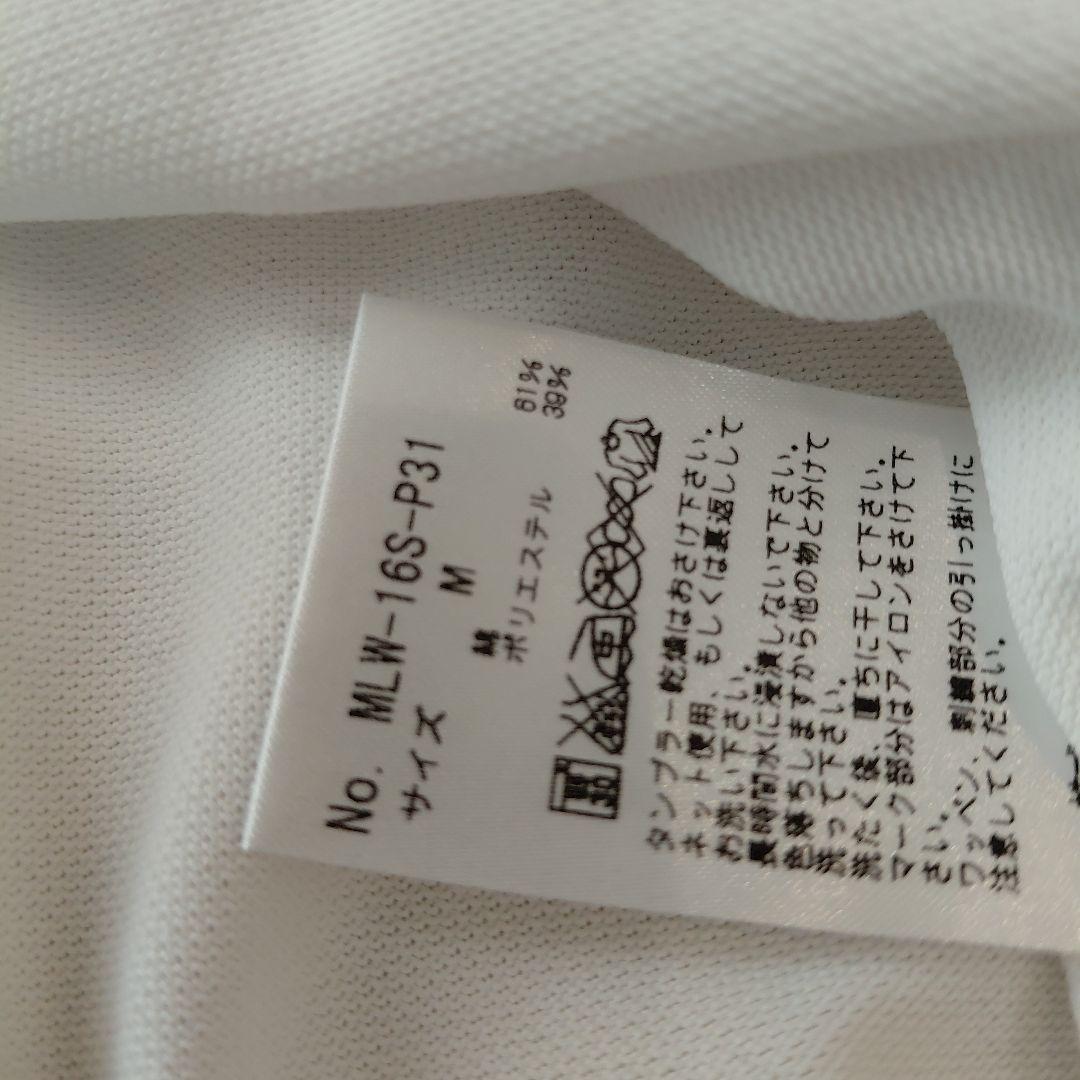 No. MLW-16S-P31
サイズ M
綿 61%
ポリエステル 39%
タンブラー乾燥はおさけ下さい。
ネット使用、もしくは裏返しして
お洗い下さい。
長時間水に浸漬しないで下さい。
色落ちしますから他の物と分けて
洗って下さい。
洗たく後、直ちに干して下さい。
マーク部分はアイロンをさけて下
さい。
ワッペン、刺繍部分の引っ掛けに
注意してください。